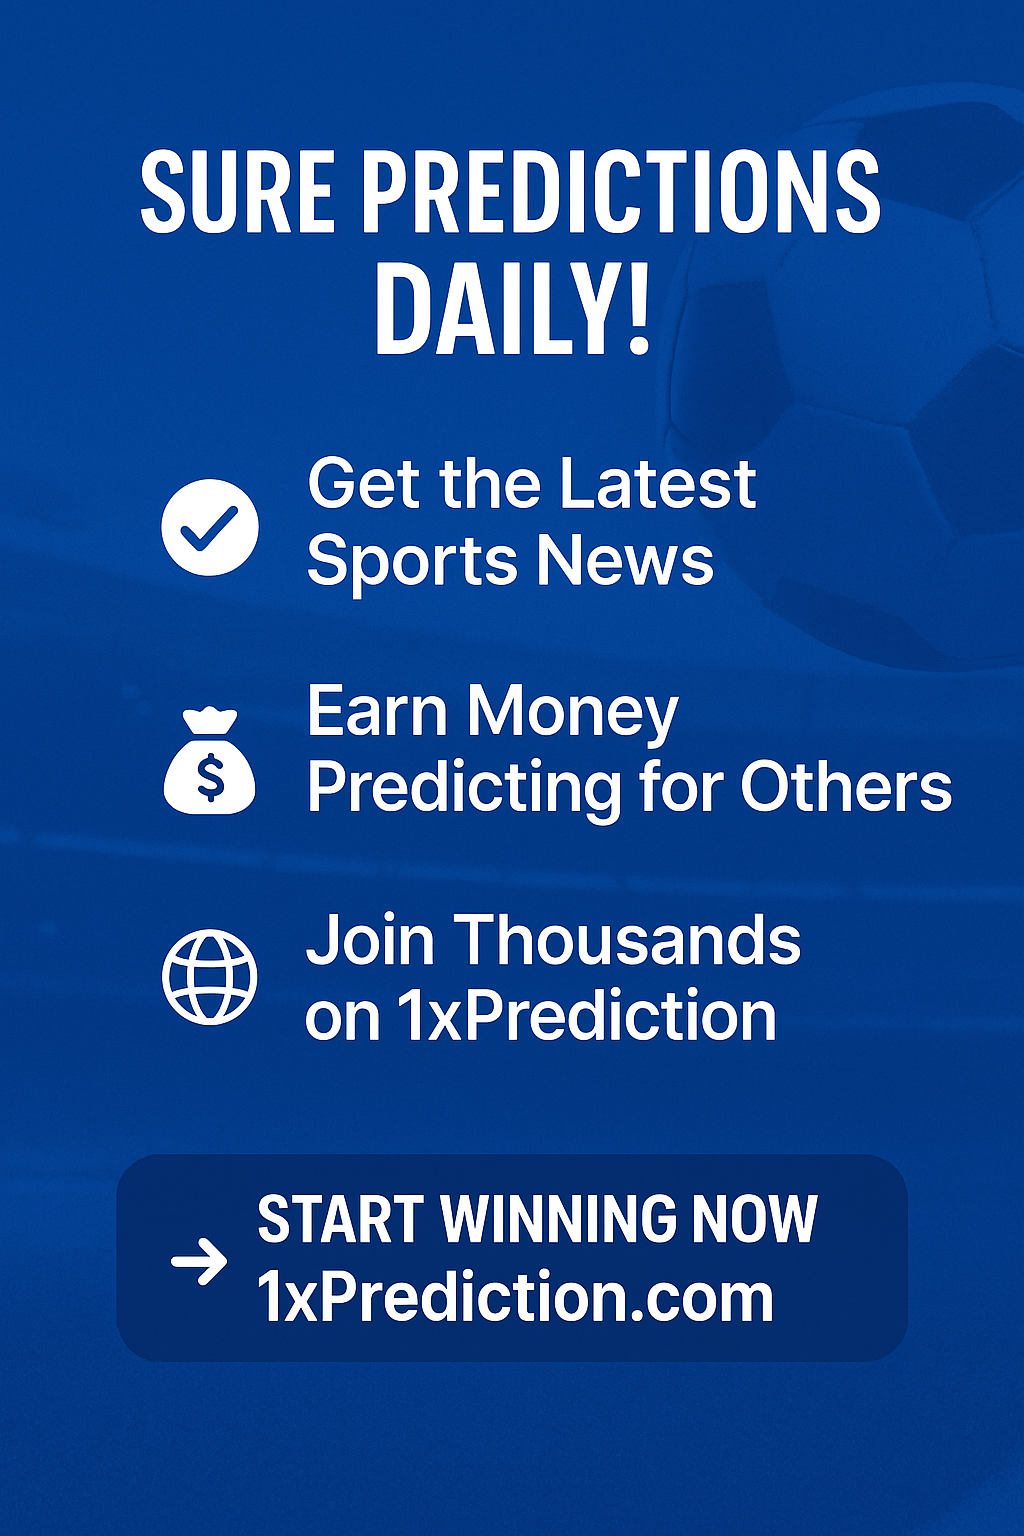 SURE PREDICTIONS
DAILY!
Get the Latest
Sports News
Earn Money
Predicting for Others
Join Thousands
on 1xPrediction
START WINNING NOW
1xPrediction.com